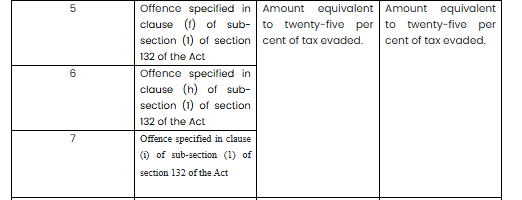 5
Offence specified in
clause (f) of sub-
section (1) of section
132 of the Act
Amount equivalent
to twenty-five per
cent of tax evaded.
Amount equivalent
to twenty-five per
cent of tax evaded.
6
Offence specified in
clause (h) of sub-
section (1) of section
132 of the Act
7
Offence specified in clause
(i) of sub-section (1) of
section 132 of the Act